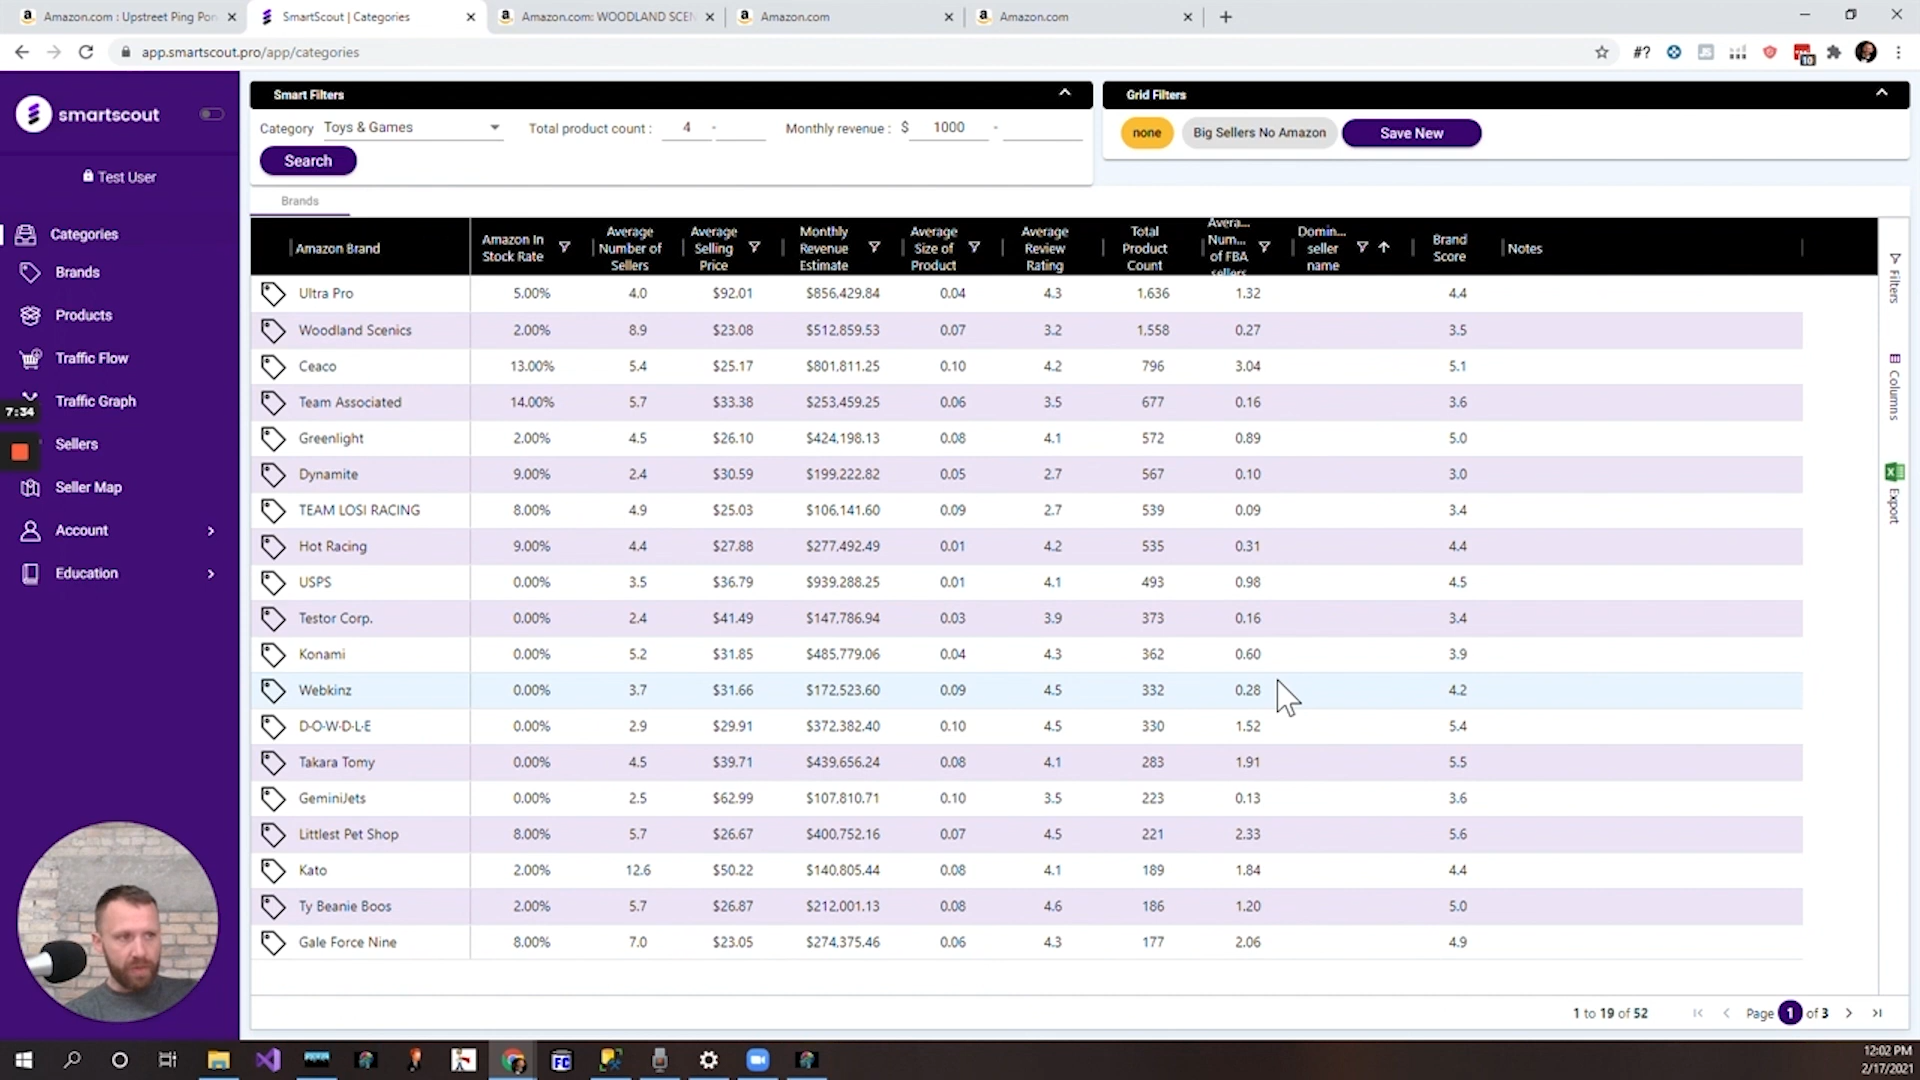 Amazon.com : Upstreet Ping Pon
SmartScout | Categories
Amazon.com: WOODLAND SCEN
Amazon.com
Amazon.com
app.smartscout.pro/app/categories
#?
10
smartscout
Test User
Categories
Brands
Products
Traffic Flow
Traffic Graph
7:34
Sellers
Seller Map
Account
Education
Smart Filters
Category Toys & Games Total product count : 4 - Monthly revenue : $ 1000 -
Search
Grid Filters
none Big Sellers No Amazon Save New
Brands
Amazon Brand
Amazon In Stock Rate
Average Number of Sellers
Average Selling Price
Monthly Revenue Estimate
Average Size of Product
Average Review Rating
Total Product Count
Avera... Num... of FBA sellers
Domin... seller name
Brand Score
Notes
Ultra Pro 5.00% 4.0 $92.01 $856,429.84 0.04 4.3 1,636 1.32 4.4
Woodland Scenics 2.00% 8.9 $23.08 $512,859.53 0.07 3.2 1,558 0.27 3.5
Ceaco 13.00% 5.4 $25.17 $801,811.25 0.10 4.2 796 3.04 5.1
Team Associated 14.00% 5.7 $33.38 $253,459.25 0.06 3.5 677 0.16 3.6
Greenlight 2.00% 4.5 $26.10 $424,198.13 0.08 4.1 572 0.89 5.0
Dynamite 9.00% 2.4 $30.59 $199,222.82 0.05 2.7 567 0.10 3.0
TEAM LOSI RACING 8.00% 4.9 $25.03 $106,141.60 0.09 2.7 539 0.09 3.4
Hot Racing 9.00% 4.4 $27.88 $277,492.49 0.01 4.2 535 0.31 4.4
USPS 0.00% 3.5 $36.79 $939,288.25 0.01 4.1 493 0.98 4.5
Testor Corp. 0.00% 2.4 $41.49 $147,786.94 0.03 3.9 373 0.16 3.4
Konami 0.00% 5.2 $31.85 $485,779.06 0.04 4.3 362 0.60 3.9
Webkinz 0.00% 3.7 $31.66 $172,523.60 0.09 4.5 332 0.28 4.2
D·O·W·D·L·E 0.00% 2.9 $29.91 $372,382.40 0.10 4.5 330 1.52 5.4
Takara Tomy 0.00% 4.5 $39.71 $439,656.24 0.08 4.1 283 1.91 5.5
GeminiJets 0.00% 2.5 $62.99 $107,810.71 0.10 3.5 223 0.13 3.6
Littlest Pet Shop 8.00% 5.7 $26.67 $400,752.16 0.07 4.5 221 2.33 5.6
Kato 2.00% 12.6 $50.22 $140,805.44 0.08 4.1 189 1.84 4.4
Ty Beanie Boos 2.00% 5.7 $26.87 $212,001.13 0.08 4.6 186 1.20 5.0
Gale Force Nine 8.00% 7.0 $23.05 $274,375.46 0.06 4.3 177 2.06 4.9
Filters
Columns
Export
1 to 19 of 52 Page 1 of 3
FC
12:02 PM
2/17/2021